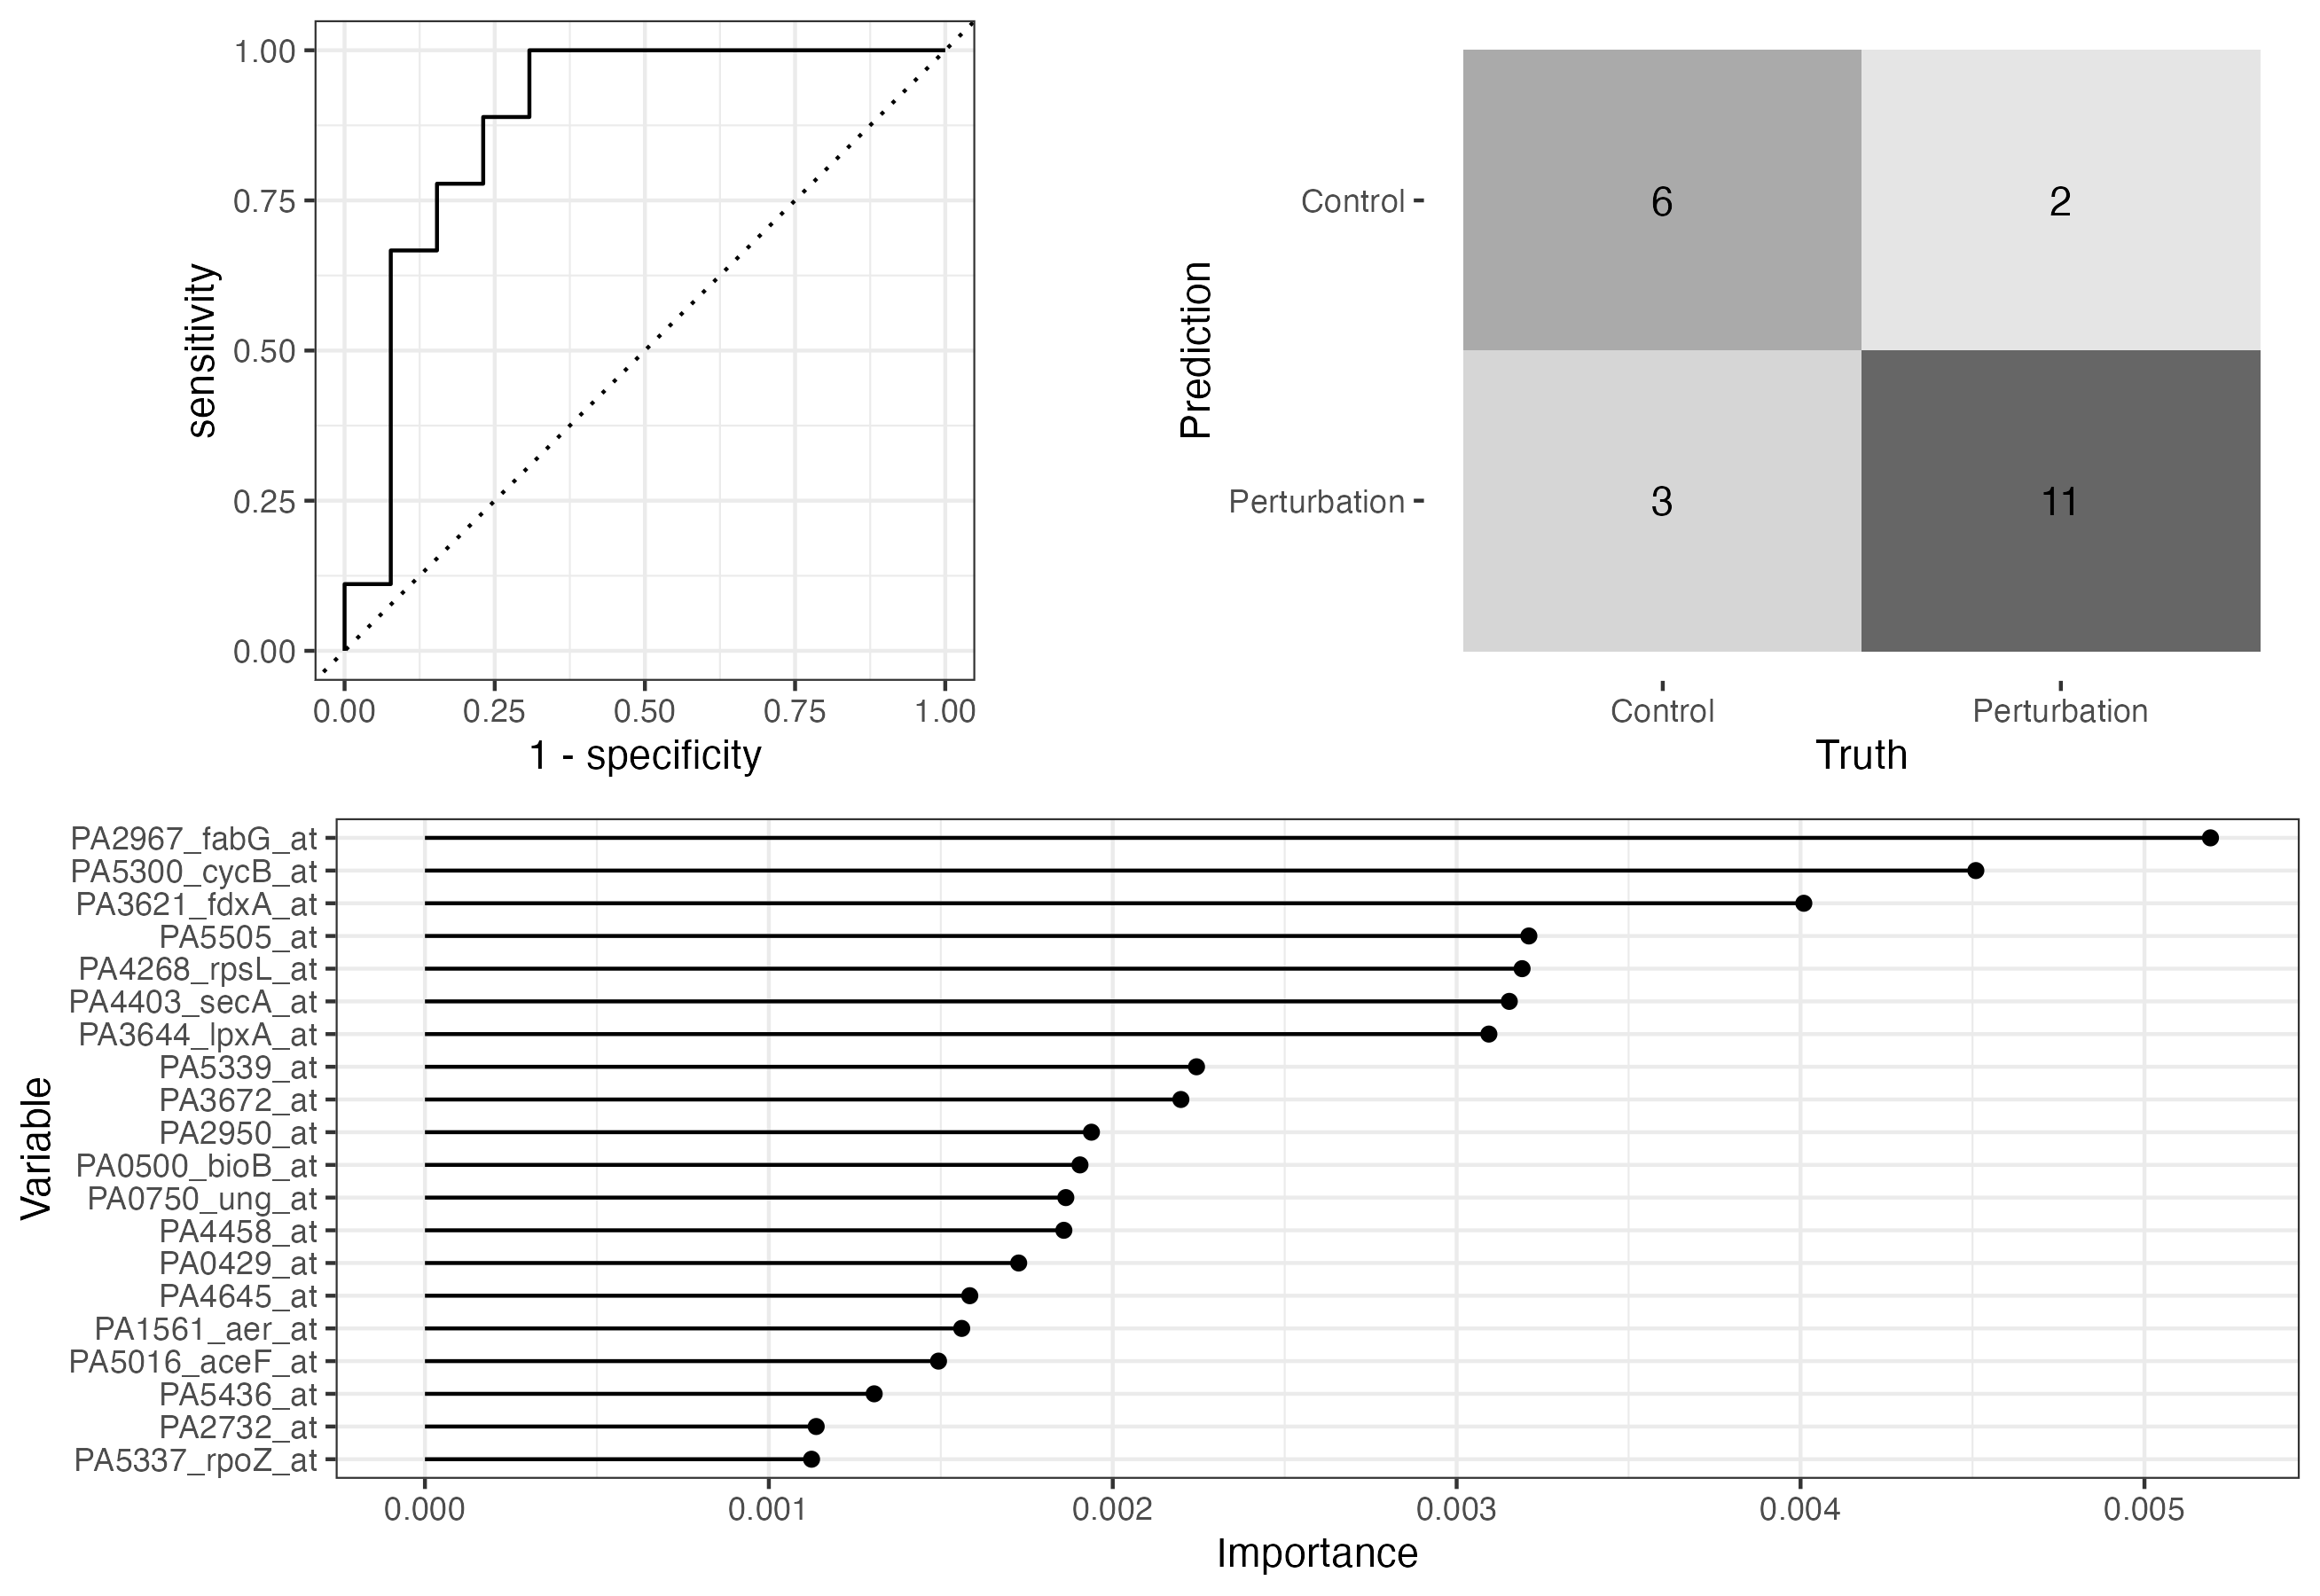 sensitivity
1.00
0.75
0.50
0.25
0.00
0.00 0.25 0.50 0.75 1.00
1 - specificity
Prediction
Control
Perturbation
6 2
3 11
Control Perturbation
Truth
Variable
PA2967_fabG_at
PA5300_cycB_at
PA3621_fdxA_at
PA5505_at
PA4268_rpsL_at
PA4403_secA_at
PA3644_lpxA_at
PA5339_at
PA3672_at
PA2950_at
PA0500_bioB_at
PA0750_ung_at
PA4458_at
PA0429_at
PA4645_at
PA1561_aer_at
PA5016_aceF_at
PA5436_at
PA2732_at
PA5337_rpoZ_at
0.000 0.001 0.002 0.003 0.004 0.005
Importance